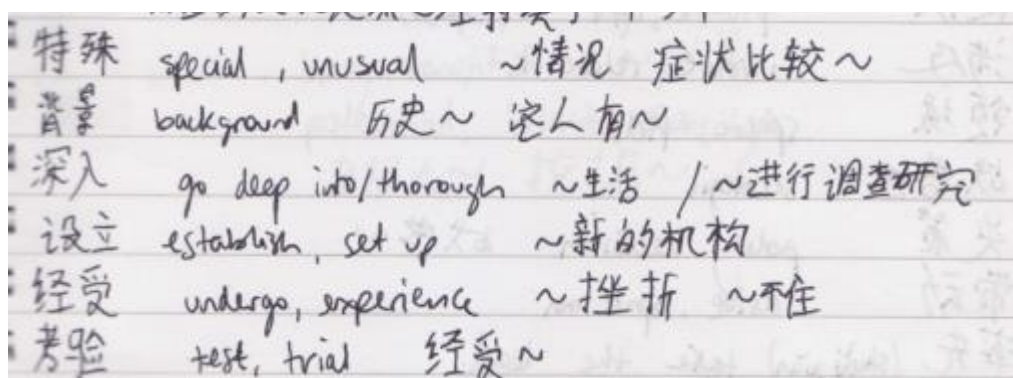 特殊 special, unusual ~情况 症状比较~
背景 background 历史~ 这人有~
深入 go deep into/thorough ~生活 / ~进行调查研究
设立 establish, set up ~新的机构
经受 undergo, experience ~挫折 ~不住
考验 test, trial 经受~